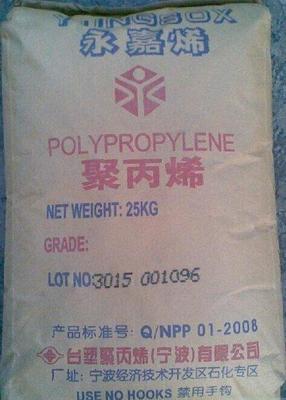 YUNGSOX
永嘉烯
POLYPROPYLENE
聚丙烯
NET WEIGHT: 25KG
GRADE:
LOT NO: 3015 001096
产品标准号: Q/NPP 01-2008
台塑聚丙烯(宁波)有限公司
厂址: 宁波经济技术开发区石化专区
USE NO HOOKS 禁用手钩